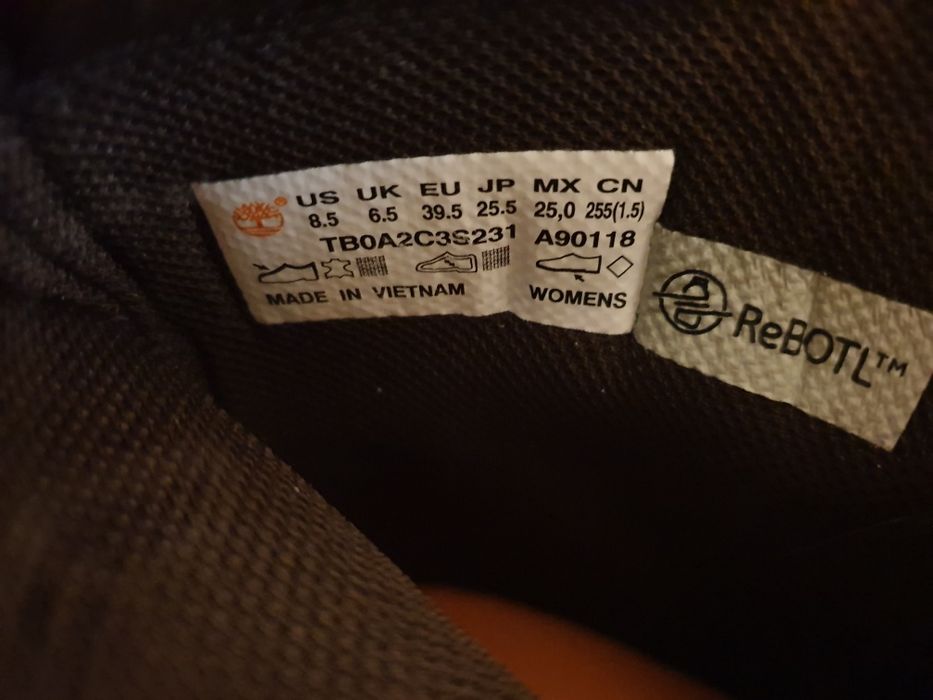 US UK EU JP MX CN
8.5 6.5 39.5 25.5 25,0 255(1.5)
TB0A2C3S231 A90118
MADE IN VIETNAM WOMENS
ReBOTL™